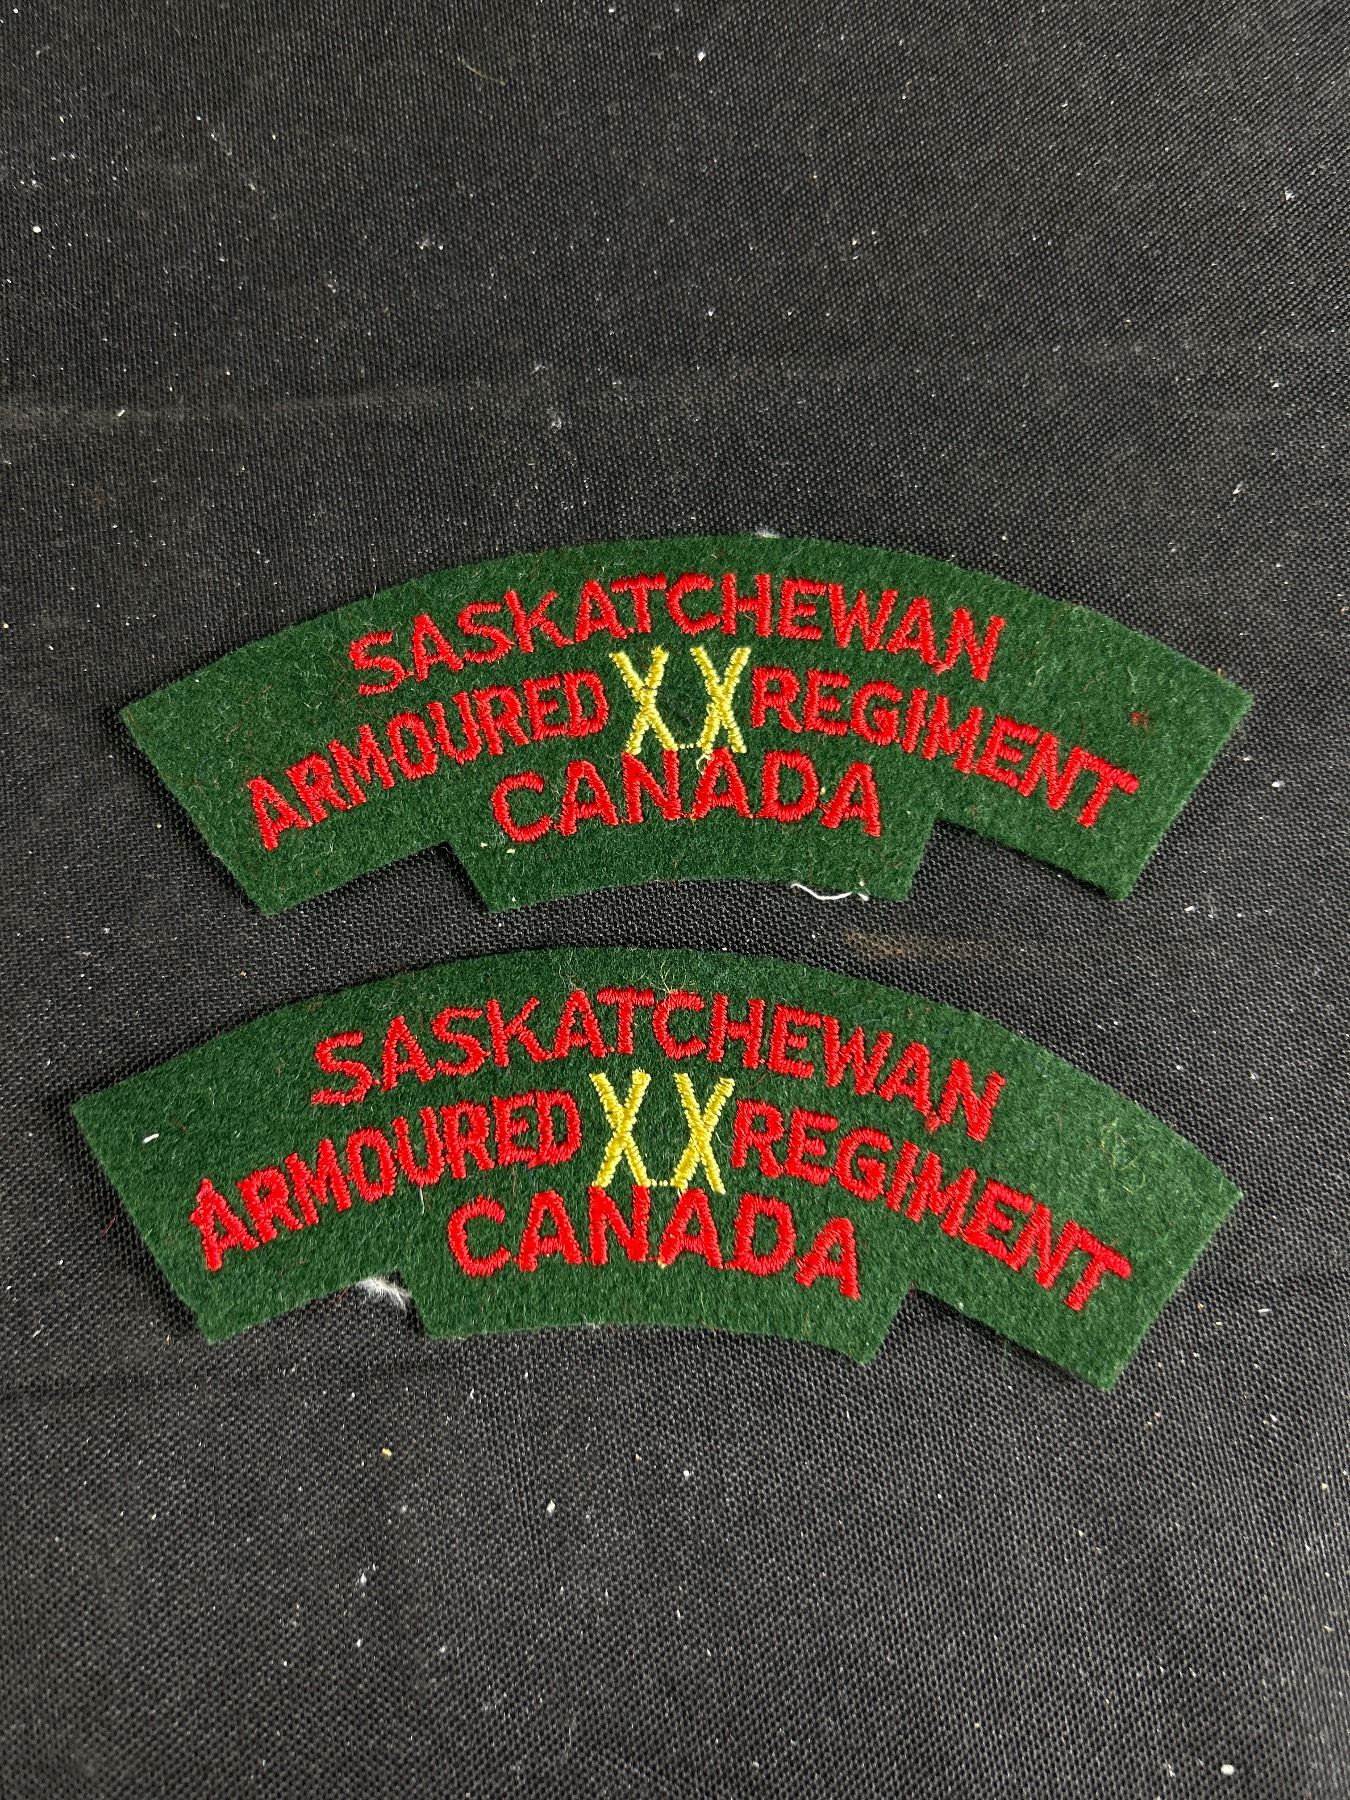 SASKATCHEWAN
ARMOURED XX REGIMENT
CANADA
SASKATCHEWAN
ARMOURED XX REGIMENT
CANADA